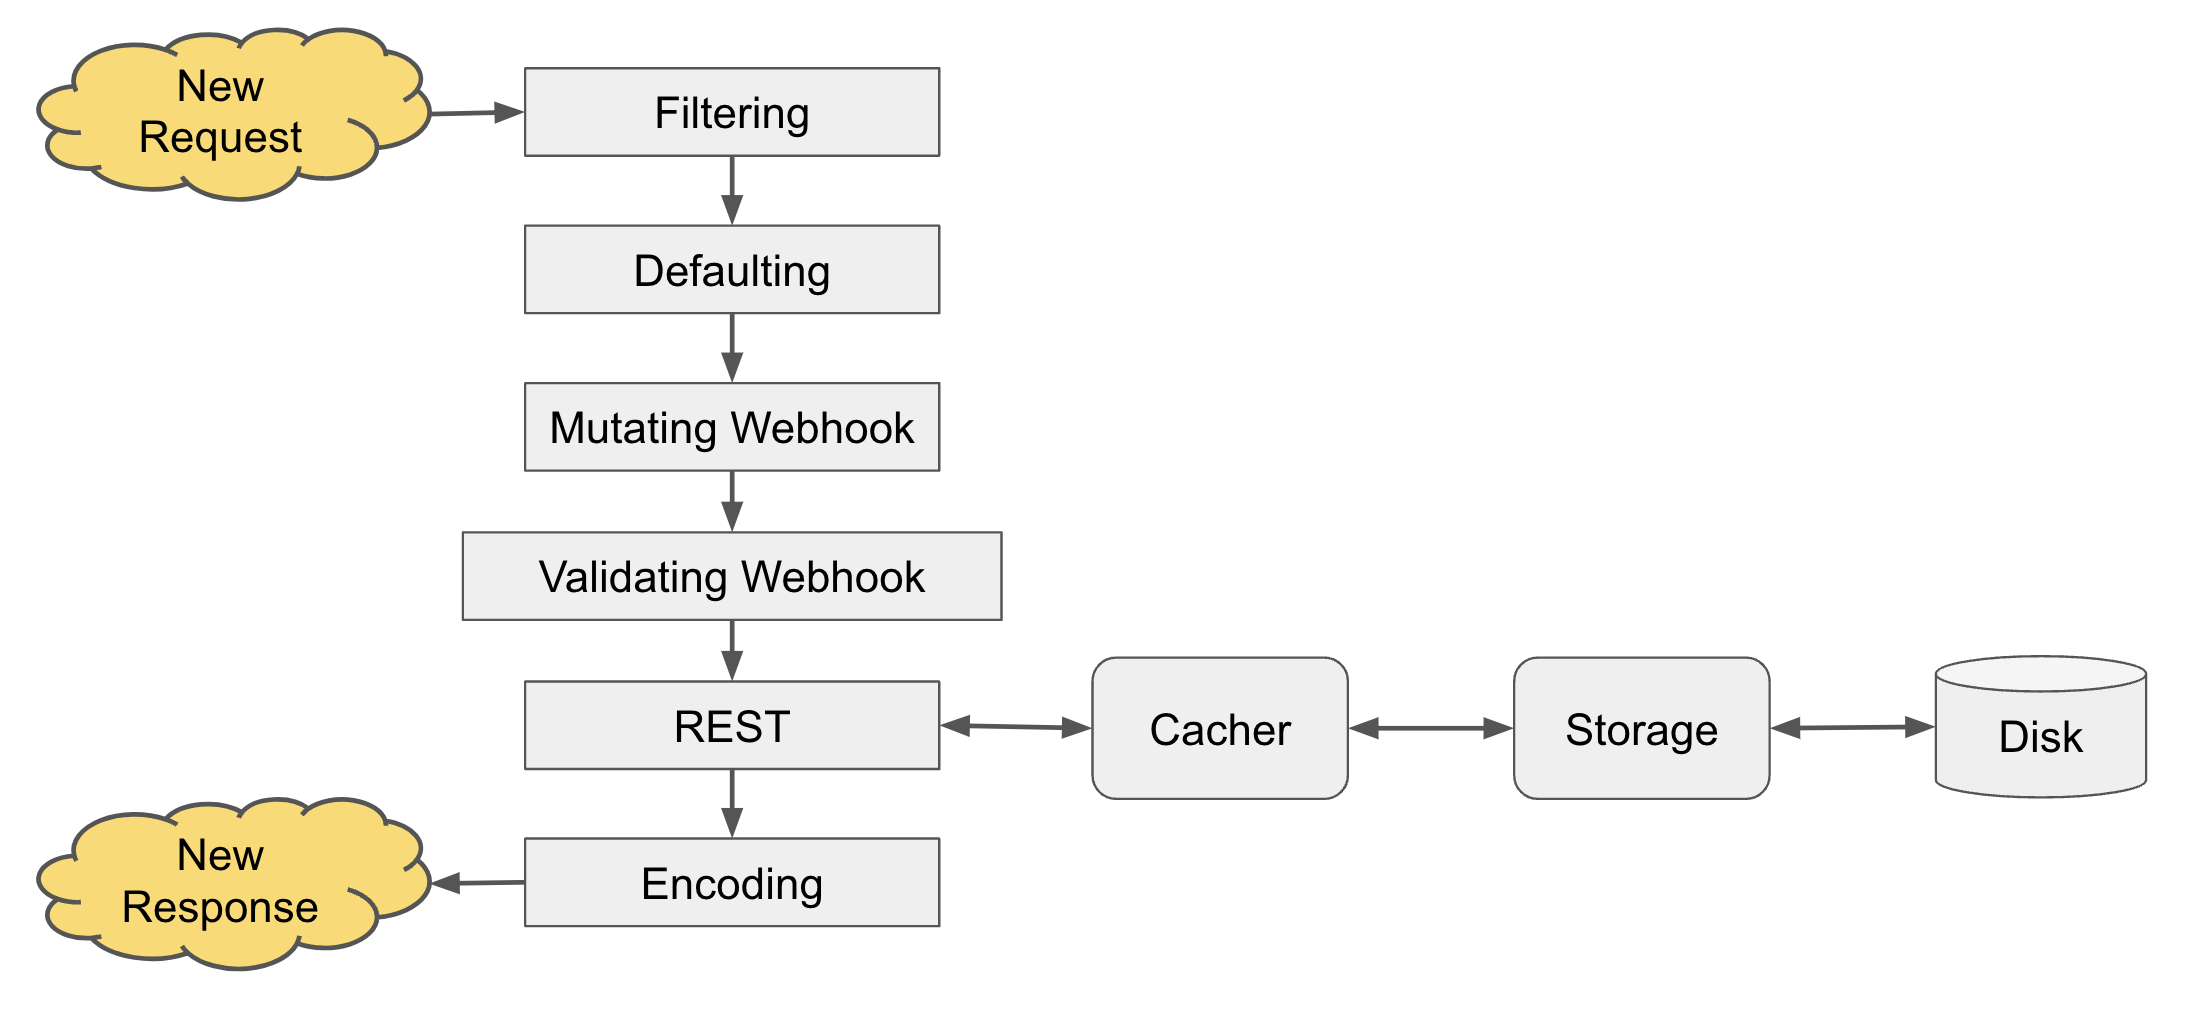 New
Request
Filtering
Defaulting
Mutating Webhook
Validating Webhook
REST
Cacher
Storage
Disk
New
Response
Encoding